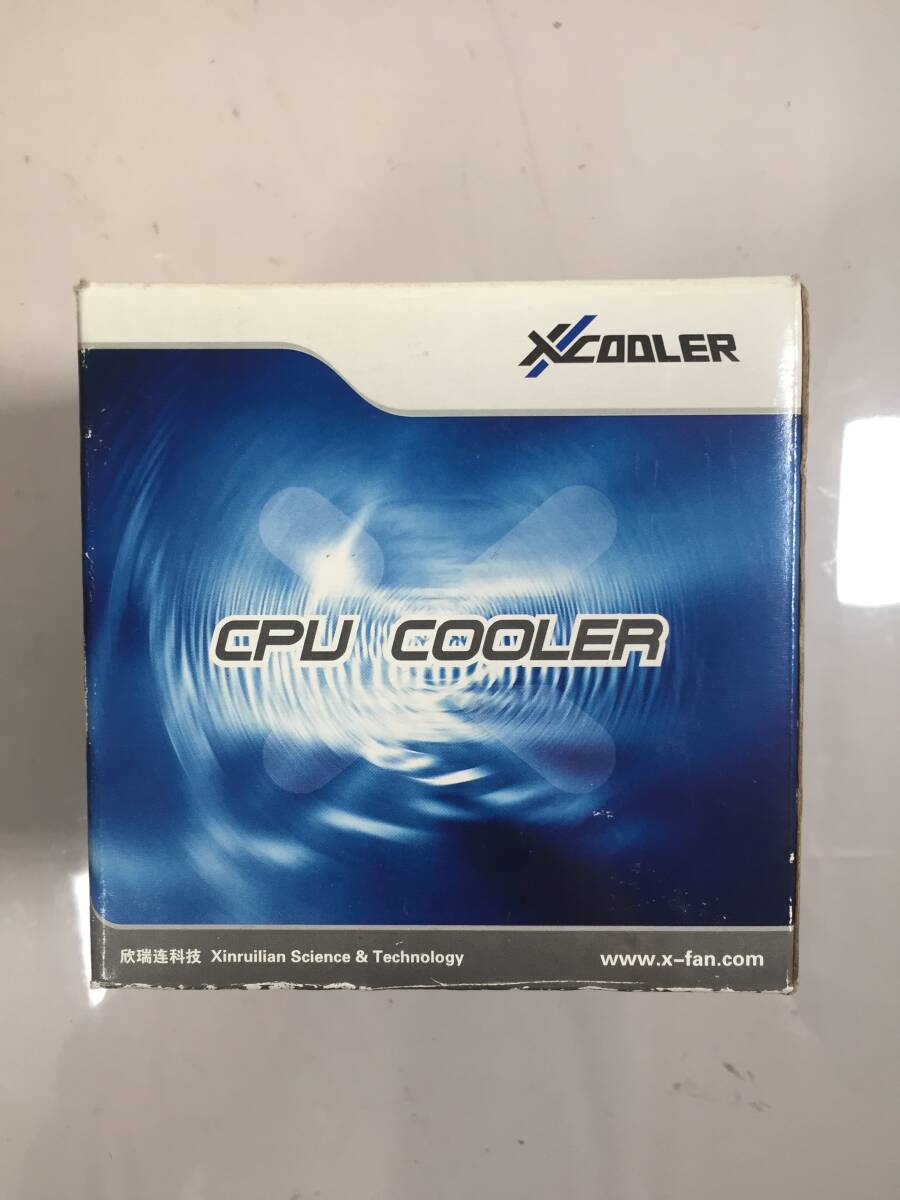 XCOOLER
CPU COOLER
欣瑞连科技 Xinruilian Science & Technology
www.x-fan.com